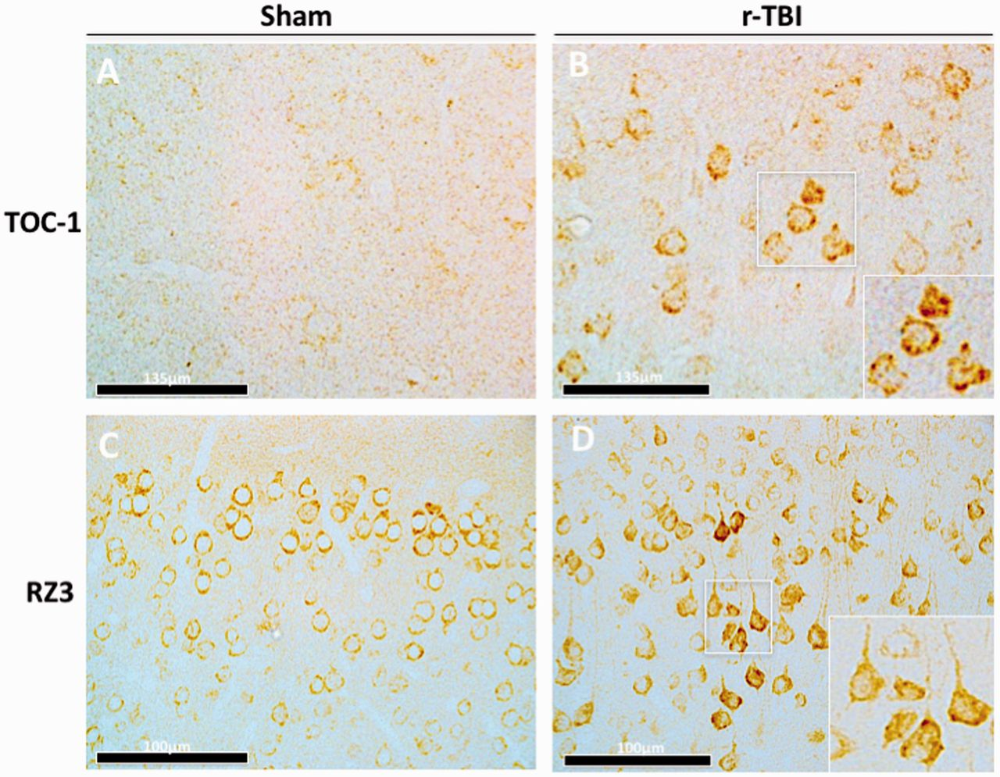 Sham r-TBI
A B
TOC-1
135µm 135µm
C D
RZ3
100µm 100µm